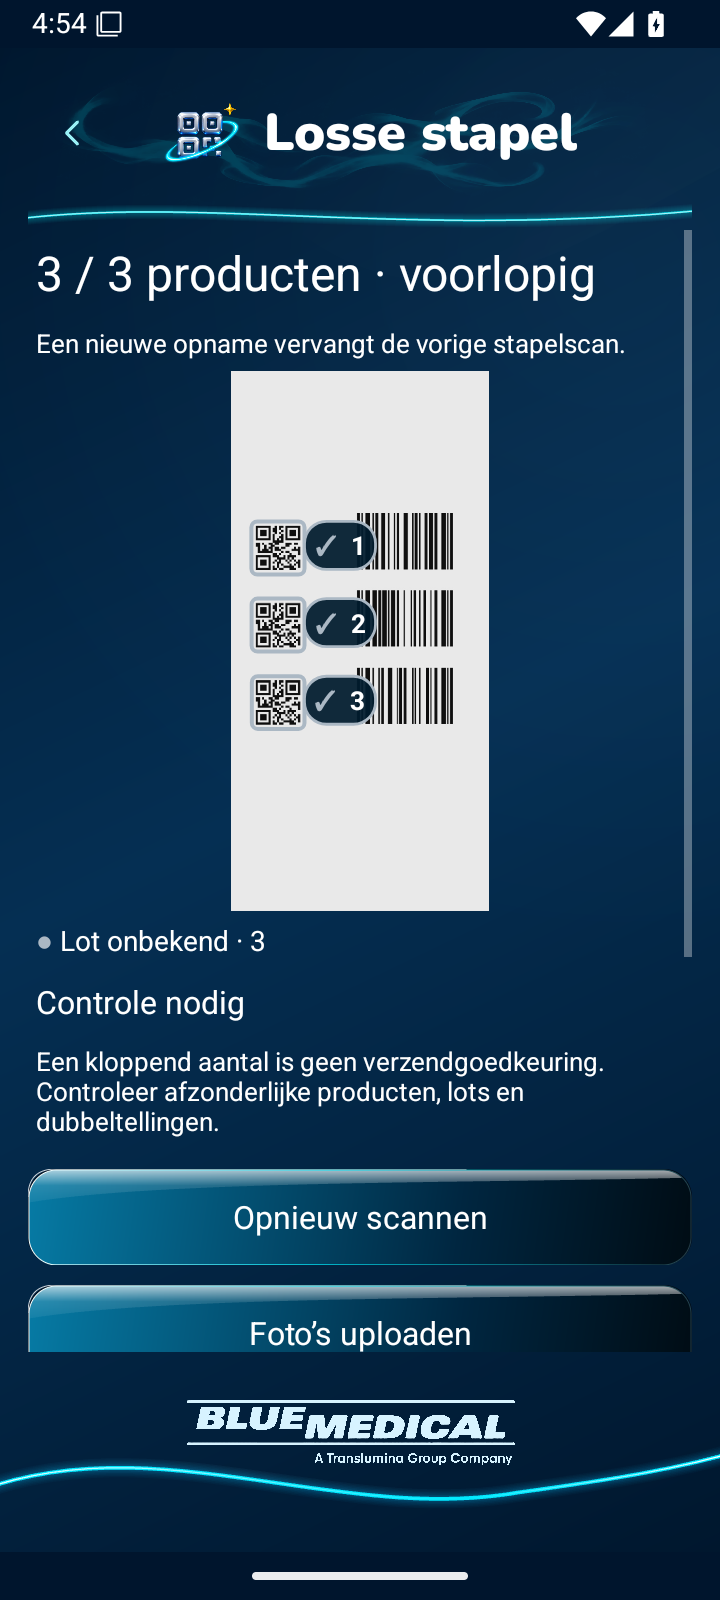 4:54
Losse stapel
3 / 3 producten · voorlopig
Een nieuwe opname vervangt de vorige stapelscan.
✓ 1
✓ 2
✓ 3
Lot onbekend · 3
Controle nodig
Een kloppend aantal is geen verzendgoedkeuring.
Controleer afzonderlijke producten, lots en
dubbeltellingen.
Opnieuw scannen
Foto’s uploaden
BLUEMEDICAL
A Translumina Group Company